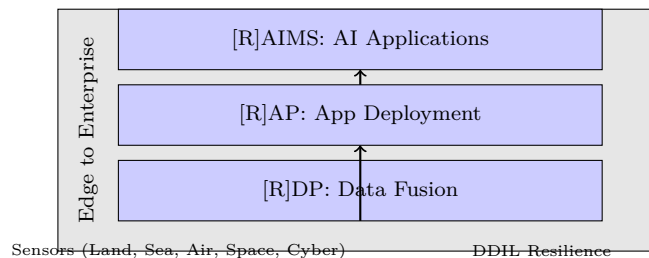 [R]AIMS: AI Applications
[R]AP: App Deployment
[R]DP: Data Fusion
Edge to Enterprise
Sensors (Land, Sea, Air, Space, Cyber)
DDIL Resilience